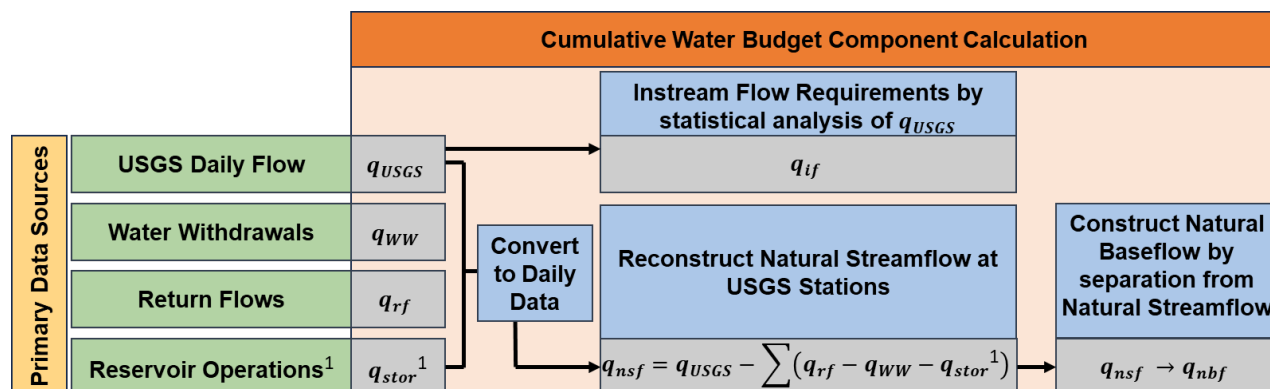 Cumulative Water Budget Component Calculation
Instream Flow Requirements by
statistical analysis of q_USGS
q_if
Primary Data Sources
USGS Daily Flow
q_USGS
Water Withdrawals
q_WW
Return Flows
q_rf
Reservoir Operations¹
q_stor¹
Convert
to Daily
Data
Reconstruct Natural Streamflow at
USGS Stations
q_nsf = q_USGS − ∑(q_rf − q_WW − q_stor¹)
Construct Natural
Baseflow by
separation from
Natural Streamflow
q_nsf → q_nbf